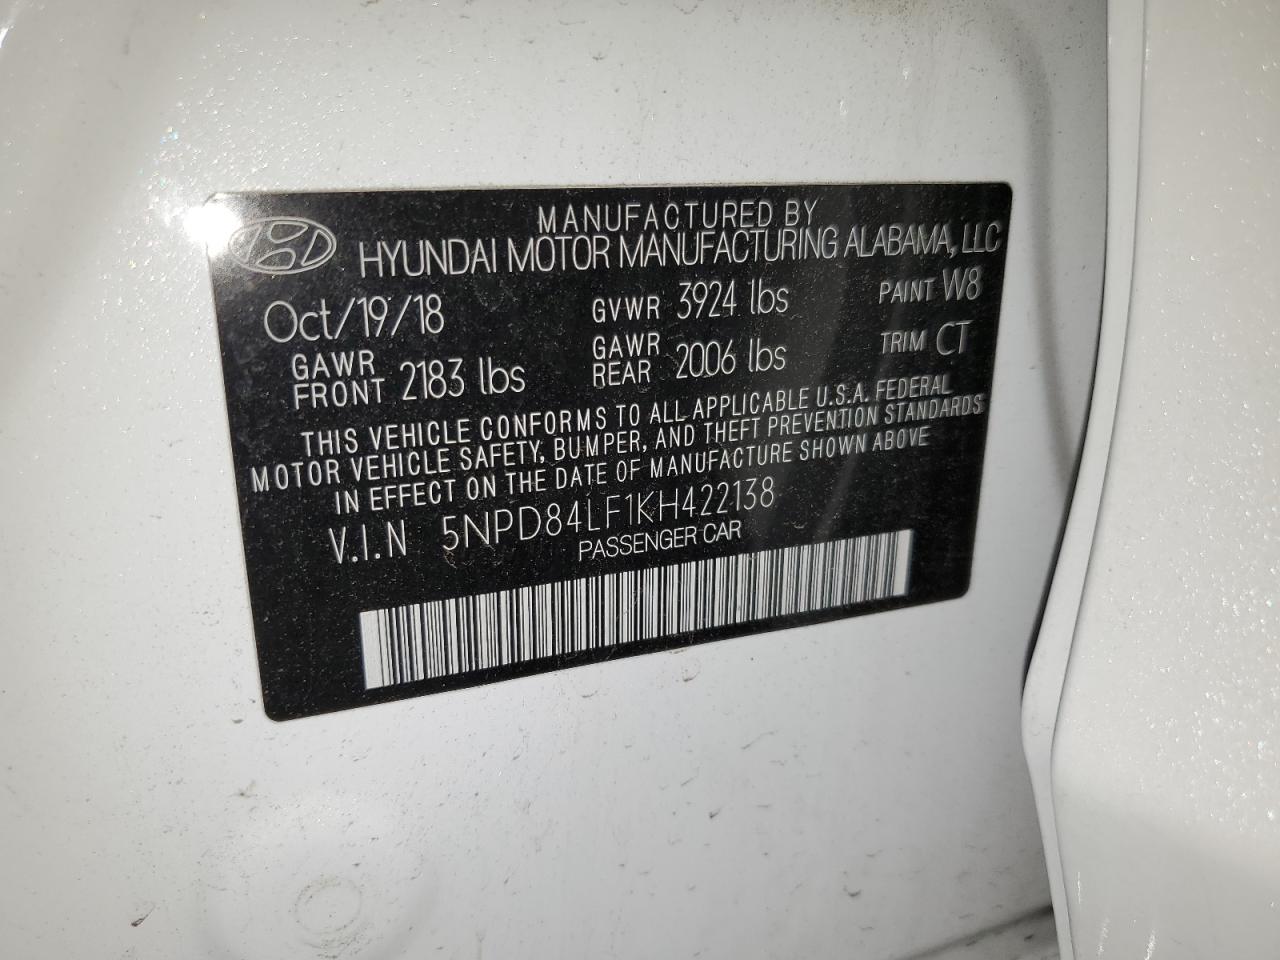 MANUFACTURED BY
HYUNDAI MOTOR MANUFACTURING ALABAMA, LLC
Oct/19/18 GVWR 3924 lbs PAINT W8
GAWR FRONT 2183 lbs GAWR REAR 2006 lbs TRIM CT
THIS VEHICLE CONFORMS TO ALL APPLICABLE U.S.A. FEDERAL
MOTOR VEHICLE SAFETY, BUMPER, AND THEFT PREVENTION STANDARDS
IN EFFECT ON THE DATE OF MANUFACTURE SHOWN ABOVE
V.I.N 5NPD84LF1KH422138
PASSENGER CAR